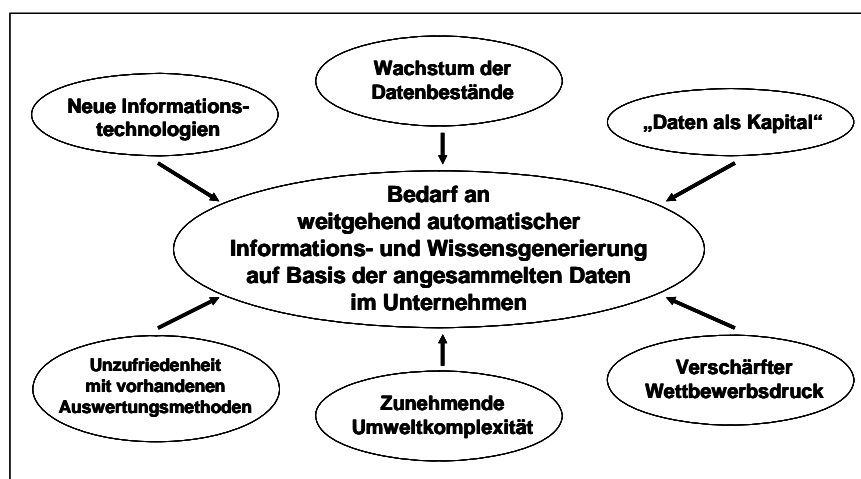 Wachstum der
Datenbestände
Neue Informations-
technologien
„Daten als Kapital“
Bedarf an
weitgehend automatischer
Informations- und Wissensgenerierung
auf Basis der angesammelten Daten
im Unternehmen
Unzufriedenheit
mit vorhandenen
Auswertungsmethoden
Zunehmende
Umweltkomplexität
Verschärfter
Wettbewerbsdruck